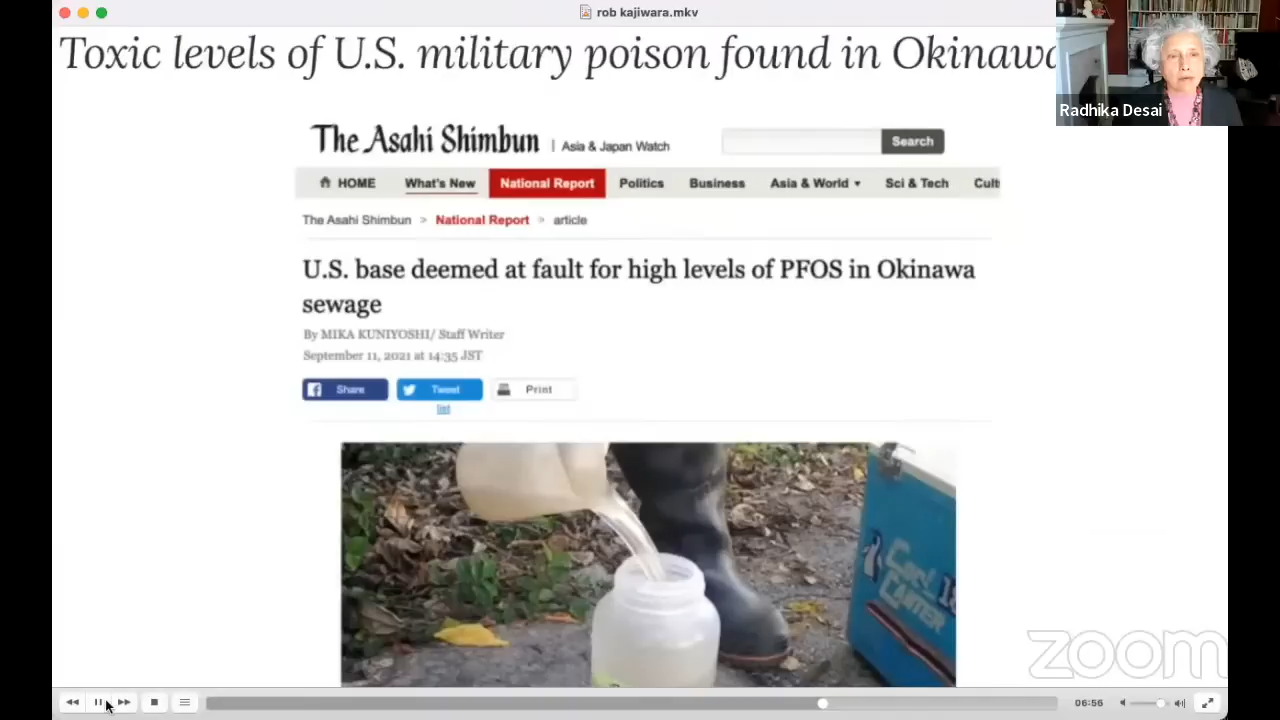 rob kajiwara.mkv
Toxic levels of U.S. military poison found in Okinawa
Radhika Desai
The Asahi Shimbun | Asia & Japan Watch
Search
HOME What's New National Report Politics Business Asia & World Sci & Tech Cult
The Asahi Shimbun > National Report > article
U.S. base deemed at fault for high levels of PFOS in Okinawa
sewage
By MIKA KUNIYOSHI/ Staff Writer
September 11, 2021 at 14:35 JST
Share Tweet Print
list
zoom
06:56